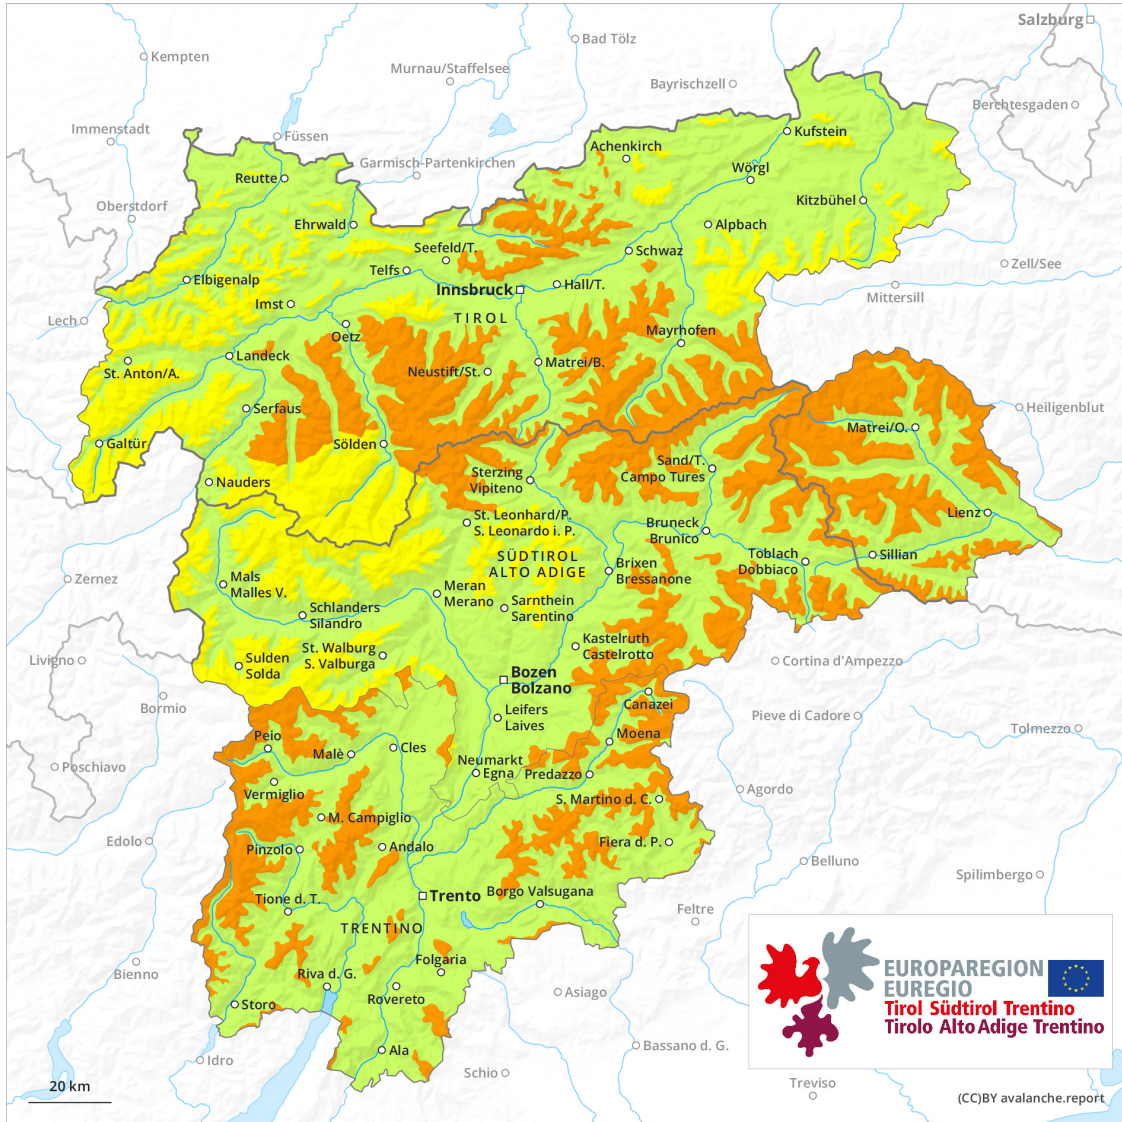 Salzburg
Bad Tölz
Kempten
Murnau/Staffelsee
Bayrischzell
Berchtesgaden
Immenstadt
Füssen
Kufstein
Achenkirch
Garmisch-Partenkirchen
Wörgl
Reutte
Oberstdorf
Kitzbühel
Ehrwald
Alpbach
Seefeld/T.
Schwaz
Telfs
Zell/See
Elbigenalp
Innsbruck
Hall/T.
Mittersill
Imst
Lech
TIROL
Oetz
Mayrhofen
Landeck
St. Anton/A.
Neustift/St.
Matrei/B.
Serfaus
Heiligenblut
Matrei/O.
Galtür
Sölden
Sand/T.
Campo Tures
Sterzing
Vipiteno
Nauders
Lienz
St. Leonhard/P.
S. Leonardo i. P.
Bruneck
Brunico
SÜDTIROL
ALTO ADIGE
Toblach
Dobbiaco
Sillian
Brixen
Bressanone
Zernez
Mals
Malles V.
Meran
Merano
Sarnthein
Sarentino
Schlanders
Silandro
Kastelruth
Castelrotto
St. Walburg
S. Valburga
Livigno
Sulden
Solda
Cortina d'Ampezzo
Bozen
Bolzano
Canazei
Bormio
Leifers
Laives
Pieve di Cadore
Tolmezzo
Peio
Moena
Malè
Cles
Neumarkt
Egna
Predazzo
Poschiavo
Vermiglio
Agordo
S. Martino d. C.
M. Campiglio
Edolo
Pinzolo
Andalo
Fiera d. P.
Belluno
Spilimbergo
Trento
Borgo Valsugana
Tione d. T.
Feltre
TRENTINO
Folgaria
Bienno
Riva d. G.
Rovereto
Asiago
Storo
Ala
Bassano d. G.
Idro
Schio
Treviso
EUROPAREGION
EUREGIO
Tirol Südtirol Trentino
Tirolo Alto Adige Trentino
20 km
(CC)BY avalanche.report